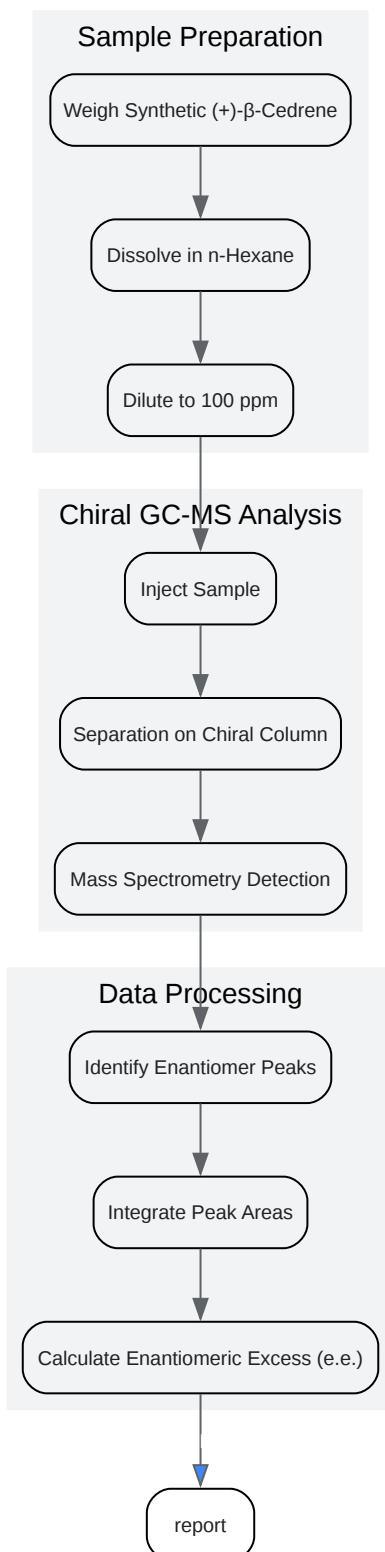 Sample Preparation
Weigh Synthetic (+)-β-Cedrene
Dissolve in n-Hexane
Dilute to 100 ppm
Chiral GC-MS Analysis
Inject Sample
Separation on Chiral Column
Mass Spectrometry Detection
Data Processing
Identify Enantiomer Peaks
Integrate Peak Areas
Calculate Enantiomeric Excess (e.e.)
report